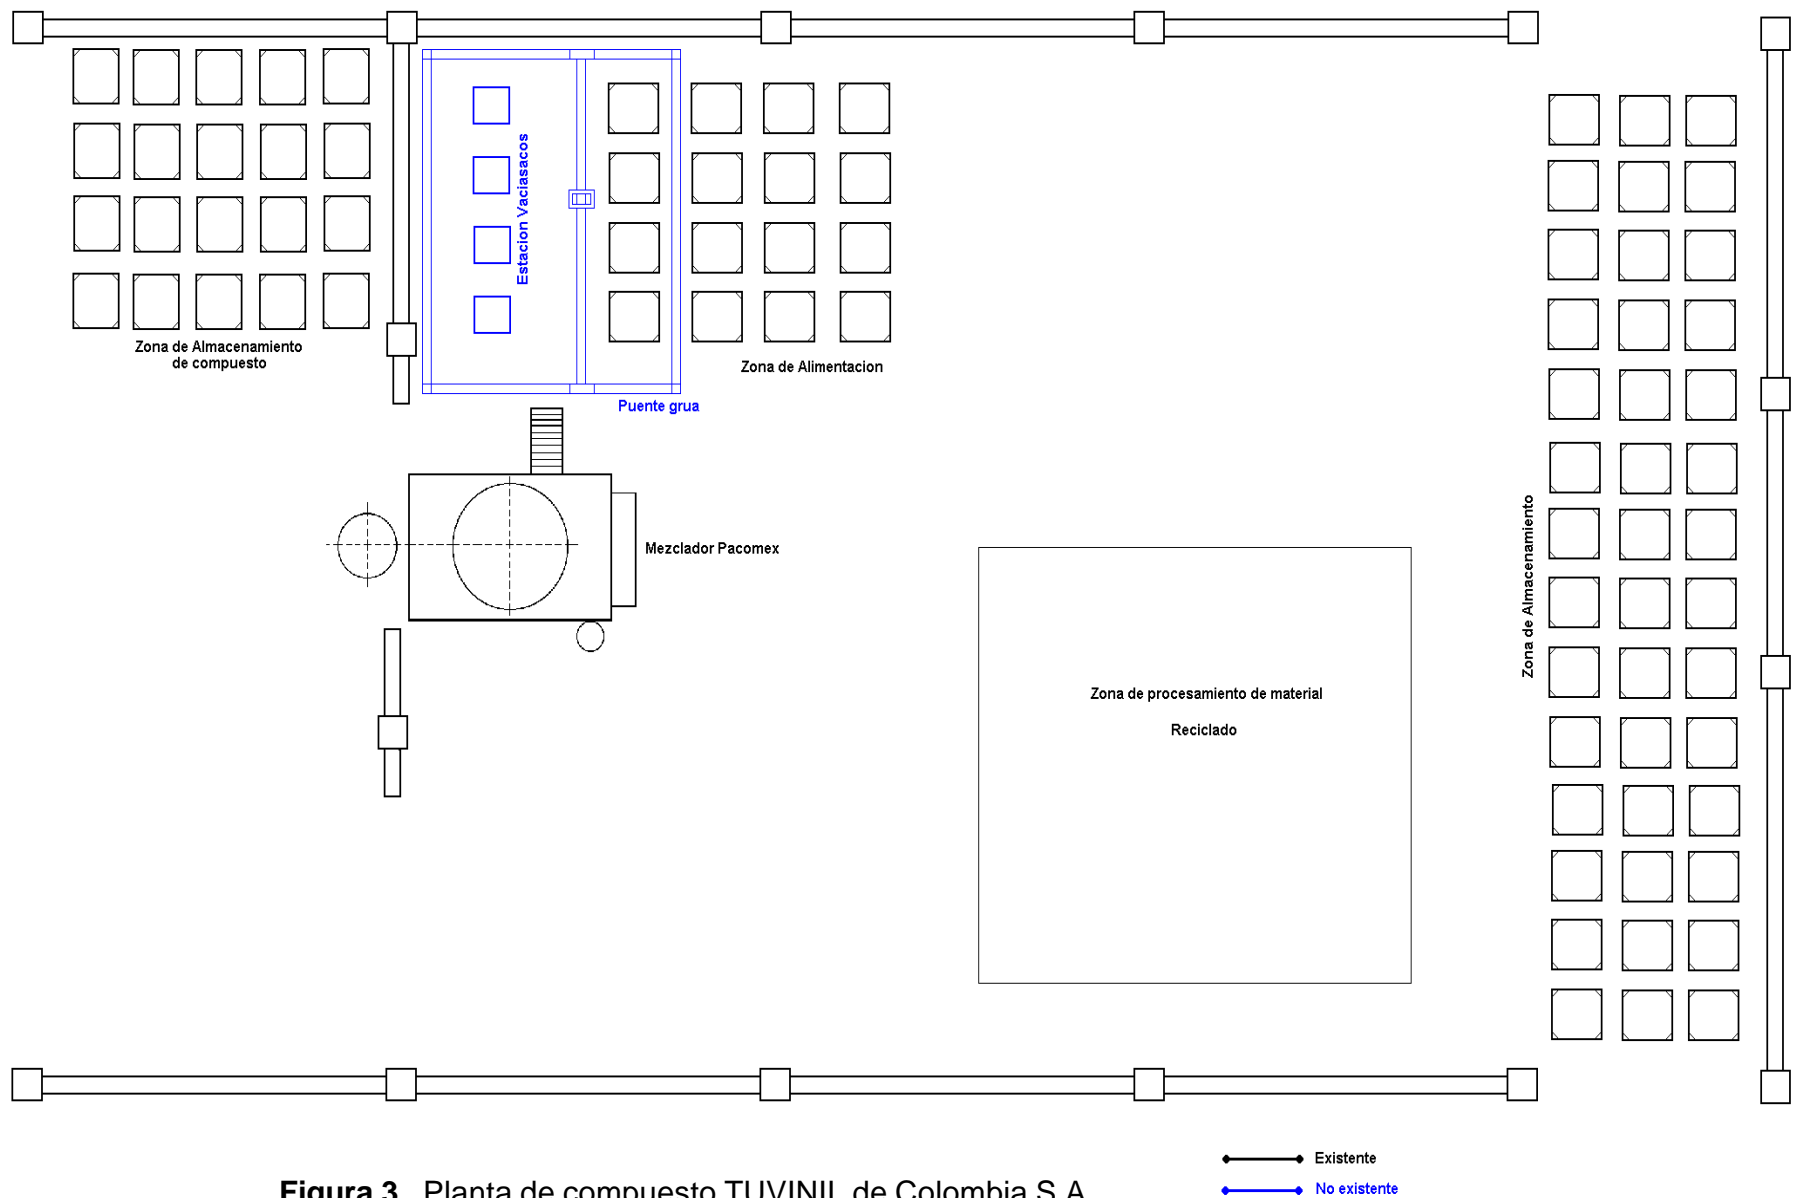 Estacion Vaciasacos
Zona de Almacenamiento
de compuesto
Zona de Alimentacion
Puente grua
Mezclador Pacomex
Zona de Almacenamiento
Zona de procesamiento de material
Reciclado
Existente
No existente
Figura 3 Planta de compuesto TUVINIL de Colombia S.A